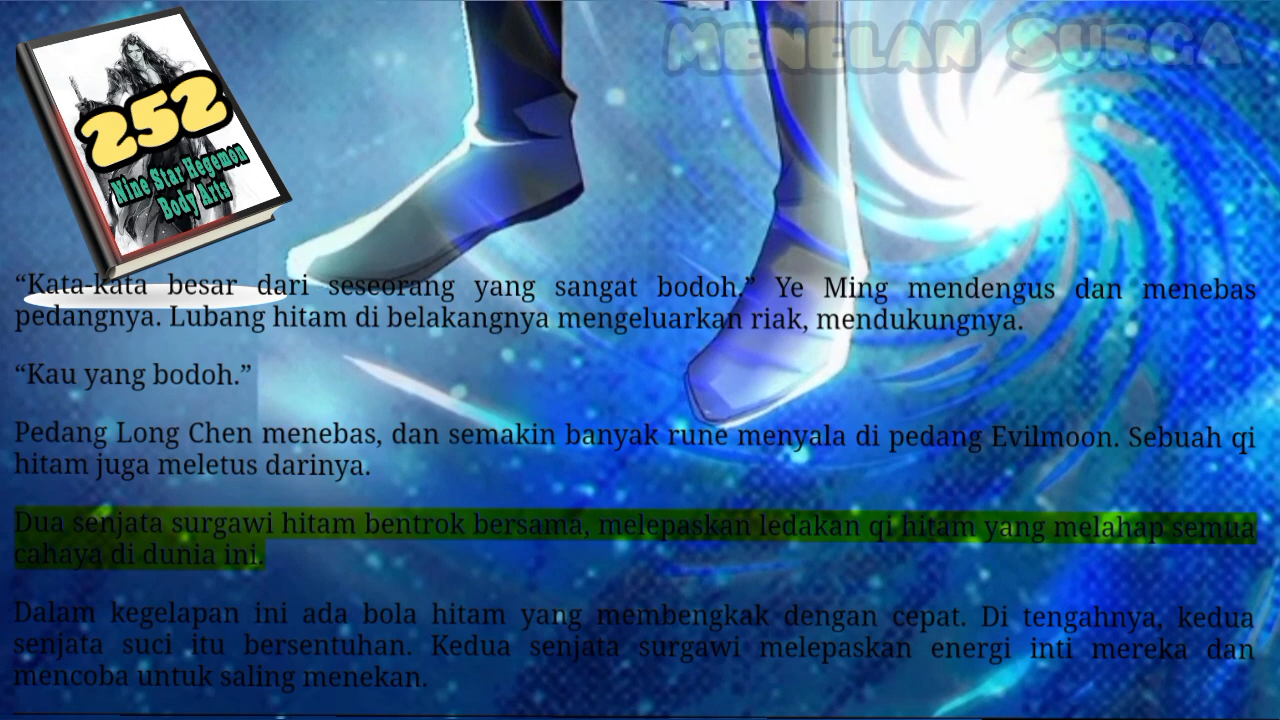 MENELAN SURGA
252
Nine Star Hegemon
Body Arts
“Kata-kata besar dari seseorang yang sangat bodoh.” Ye Ming mendengus dan menebas
pedangnya. Lubang hitam di belakangnya mengeluarkan riak, mendukungnya.
“Kau yang bodoh.”
Pedang Long Chen menebas, dan semakin banyak rune menyala di pedang Evilmoon. Sebuah qi
hitam juga meletus darinya.
Dua senjata surgawi hitam bentrok bersama, melepaskan ledakan qi hitam yang melahap semua
cahaya di dunia ini.
Dalam kegelapan ini ada bola hitam yang membengkak dengan cepat. Di tengahnya, kedua
senjata suci itu bersentuhan. Kedua senjata surgawi melepaskan energi inti mereka dan
mencoba untuk saling menekan.